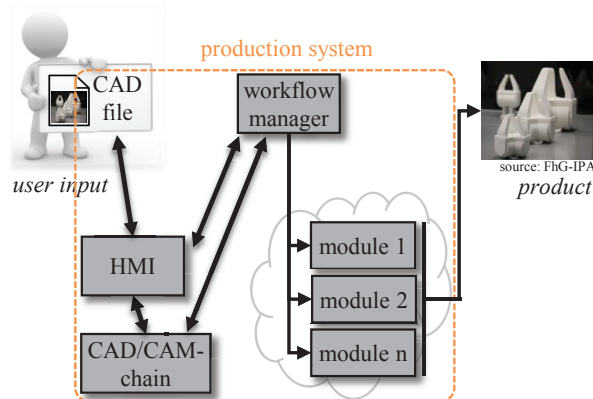 production system
CAD
file
workflow
manager
source: FhG-IPA
user input
product
HMI
module 1
module 2
module n
CAD/CAM-
chain